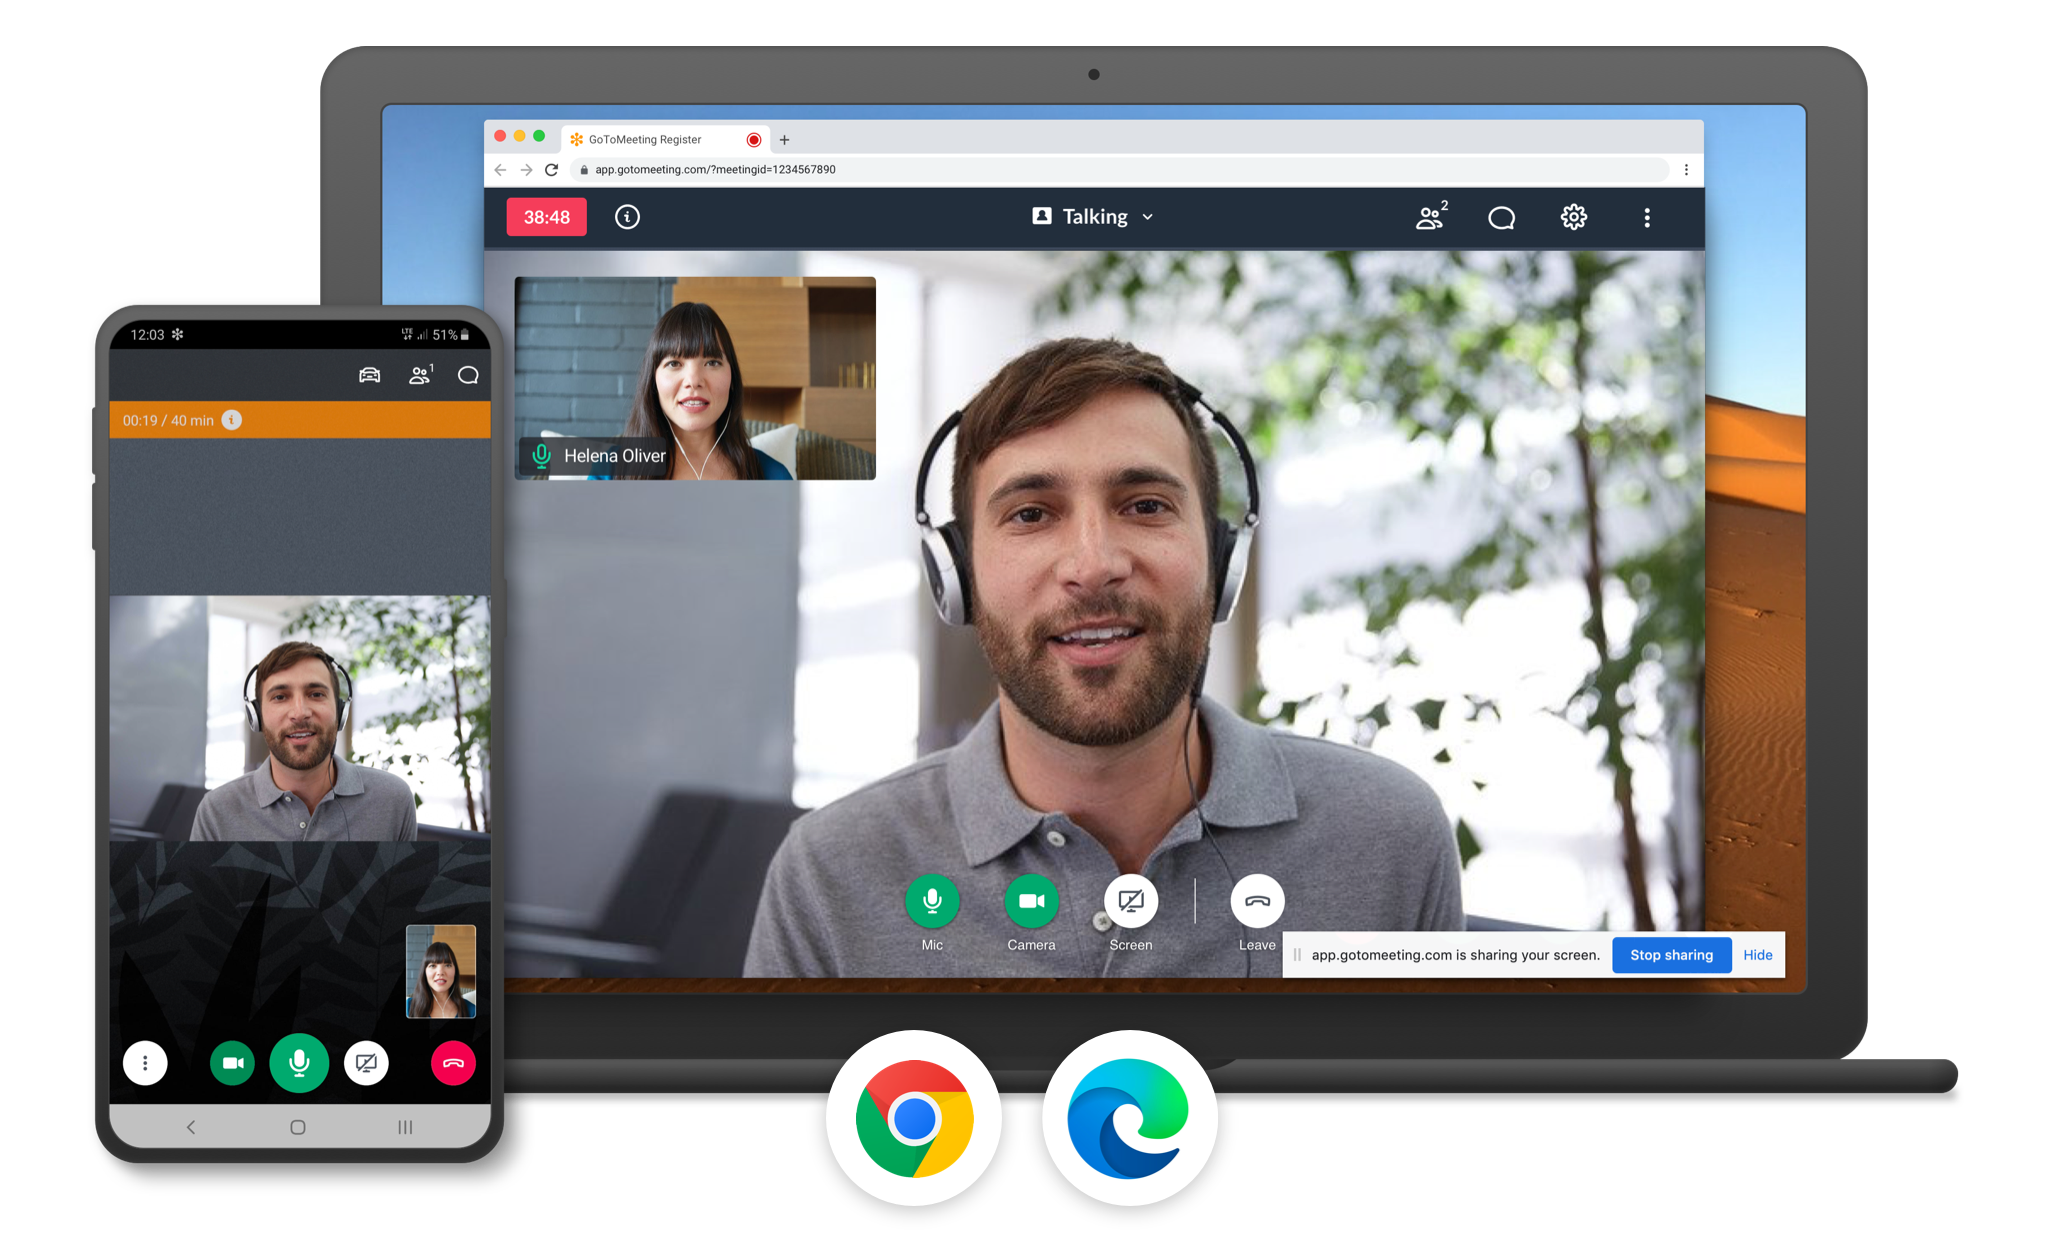 GoToMeeting Register
app.gotomeeting.com/?meetingid=1234567890
38:48
Talking
2
Helena Oliver
Mic
Camera
Screen
Leave
app.gotomeeting.com is sharing your screen.
Stop sharing
Hide
12:03
LTE
51%
1
00:19 / 40 min